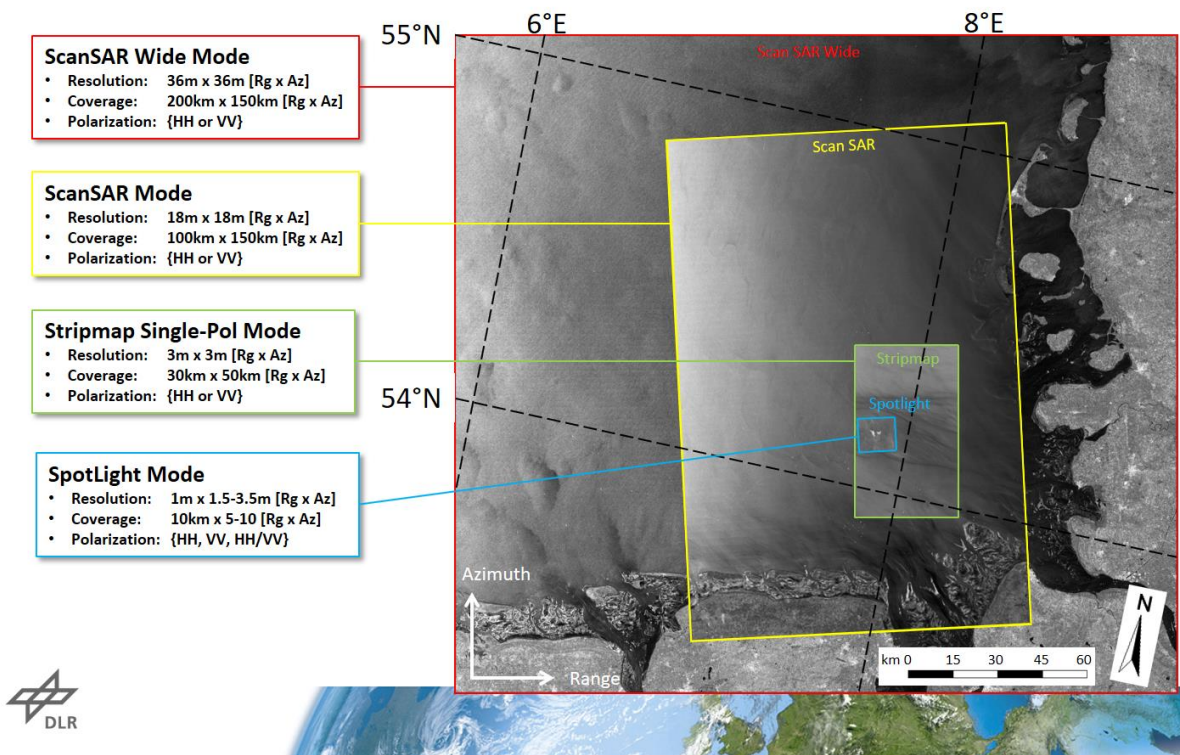 55°N
6°E
8°E
ScanSAR Wide Mode
• Resolution: 36m x 36m [Rg x Az]
• Coverage: 200km x 150km [Rg x Az]
• Polarization: {HH or VV}
Scan SAR Wide
ScanSAR Mode
• Resolution: 18m x 18m [Rg x Az]
• Coverage: 100km x 150km [Rg x Az]
• Polarization: {HH or VV}
Scan SAR
Stripmap Single-Pol Mode
• Resolution: 3m x 3m [Rg x Az]
• Coverage: 30km x 50km [Rg x Az]
• Polarization: {HH or VV}
Stripmap
54°N
Spotlight
SpotLight Mode
• Resolution: 1m x 1.5-3.5m [Rg x Az]
• Coverage: 10km x 5-10 [Rg x Az]
• Polarization: {HH, VV, HH/VV}
Azimuth
Range
N
km 0 15 30 45 60
DLR